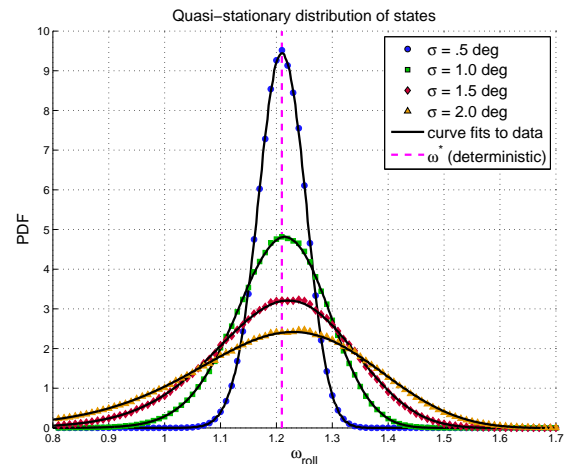 Quasi−stationary distribution of states
10
9
8
7
6
5
4
3
2
1
0
PDF
σ = .5 deg
σ = 1.0 deg
σ = 1.5 deg
σ = 2.0 deg
curve fits to data
ω* (deterministic)
0.8 0.9 1 1.1 1.2 1.3 1.4 1.5 1.6 1.7
ωroll